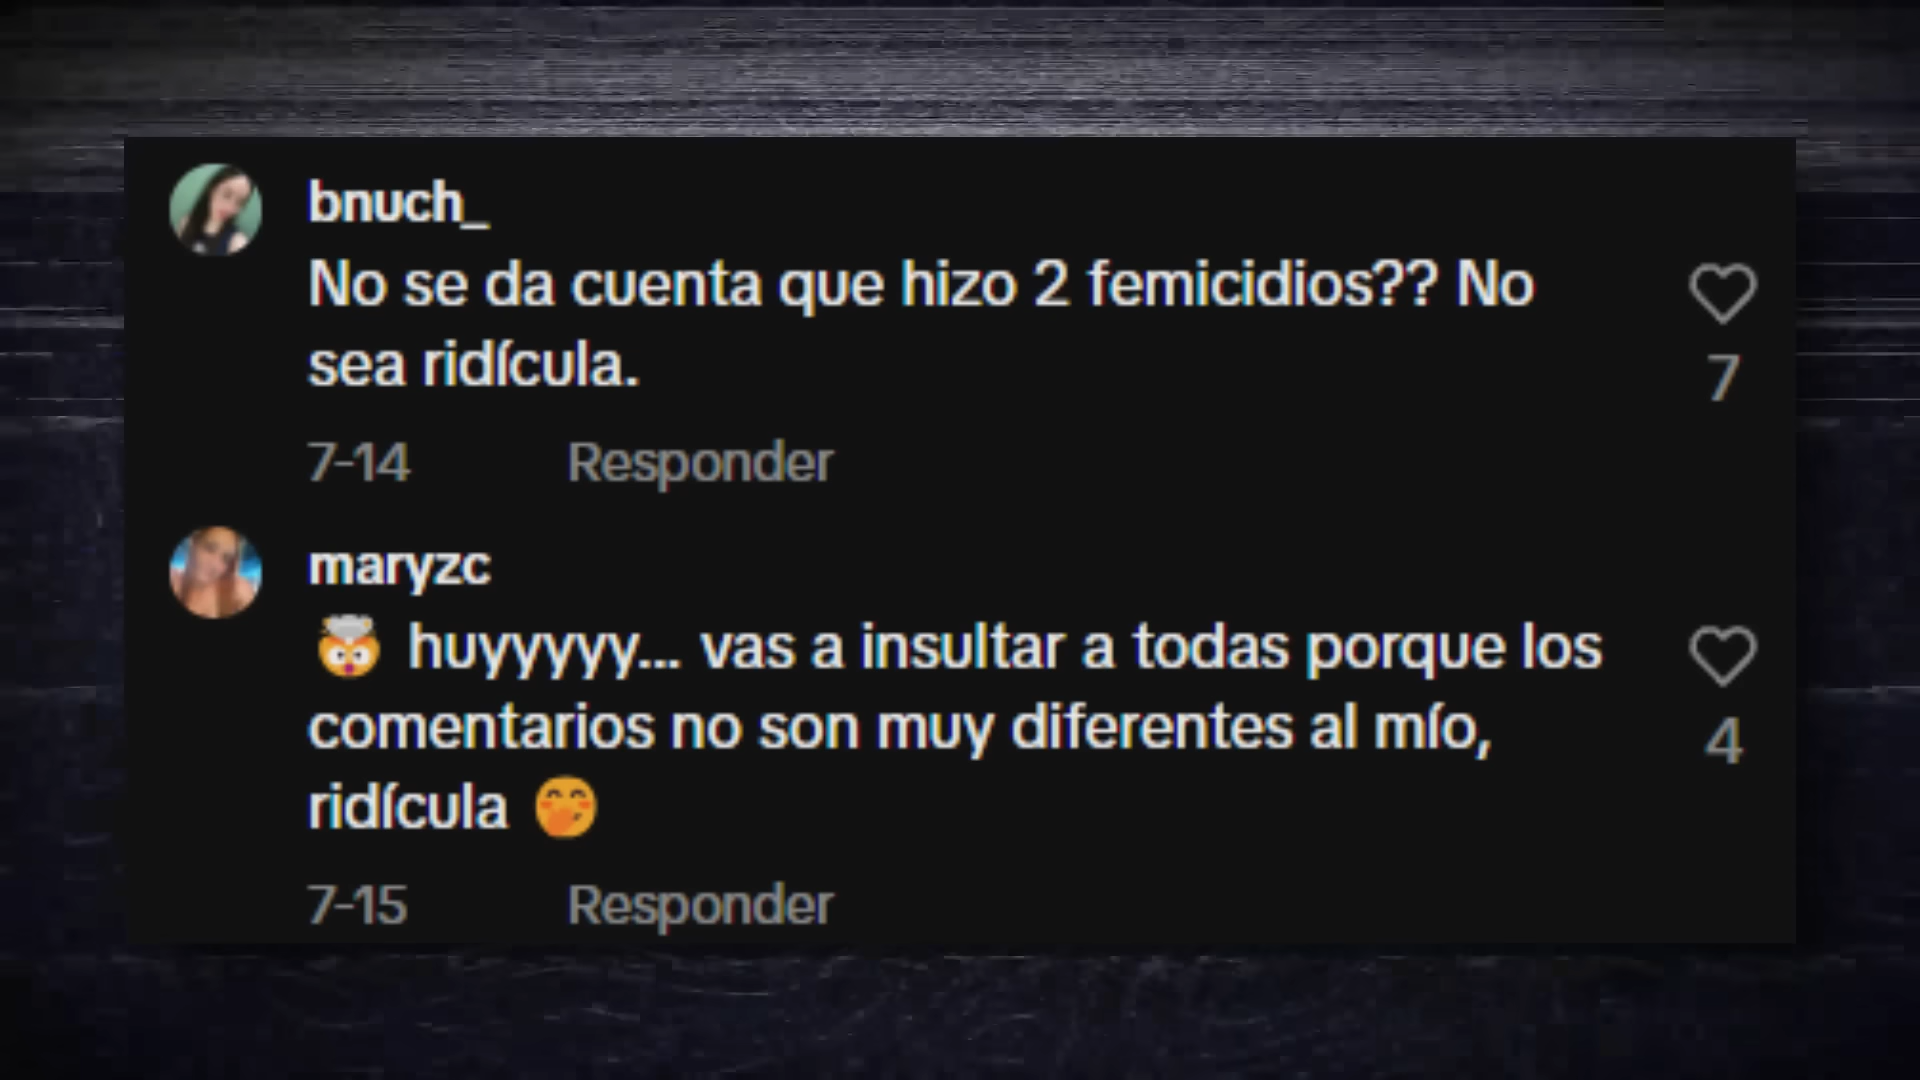 bnuch_
No se da cuenta que hizo 2 femicidios?? No
sea ridícula.
7
7-14 Responder
maryzc
🤯 huyyyyy... vas a insultar a todas porque los
comentarios no son muy diferentes al mío,
ridícula 🤭
4
7-15 Responder